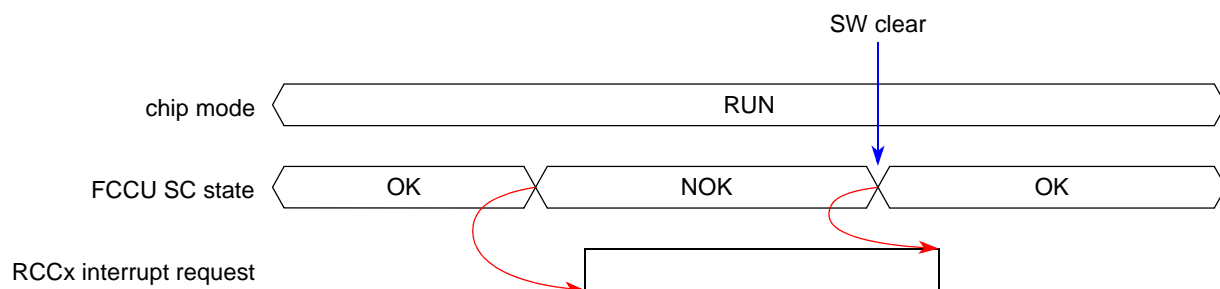 SW clear
chip mode RUN
FCCU SC state OK NOK OK
RCCx interrupt request